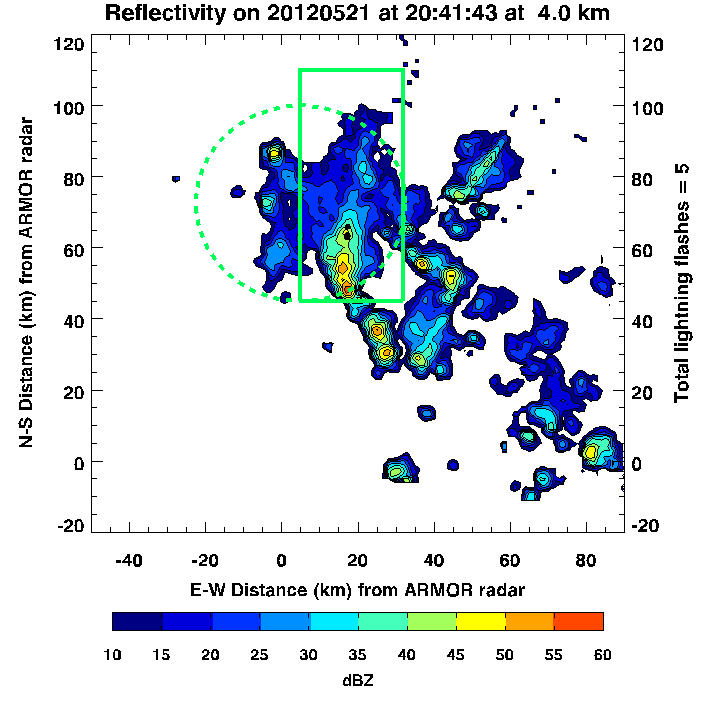 Reflectivity on 20120521 at 20:41:43 at 4.0 km
120 120
100 100
80 80
60 60
40 40
20 20
0 0
-20 -20
N-S Distance (km) from ARMOR radar
Total lightning flashes = 5
-40 -20 0 20 40 60 80
E-W Distance (km) from ARMOR radar
10 15 20 25 30 35 40 45 50 55 60
dBZ